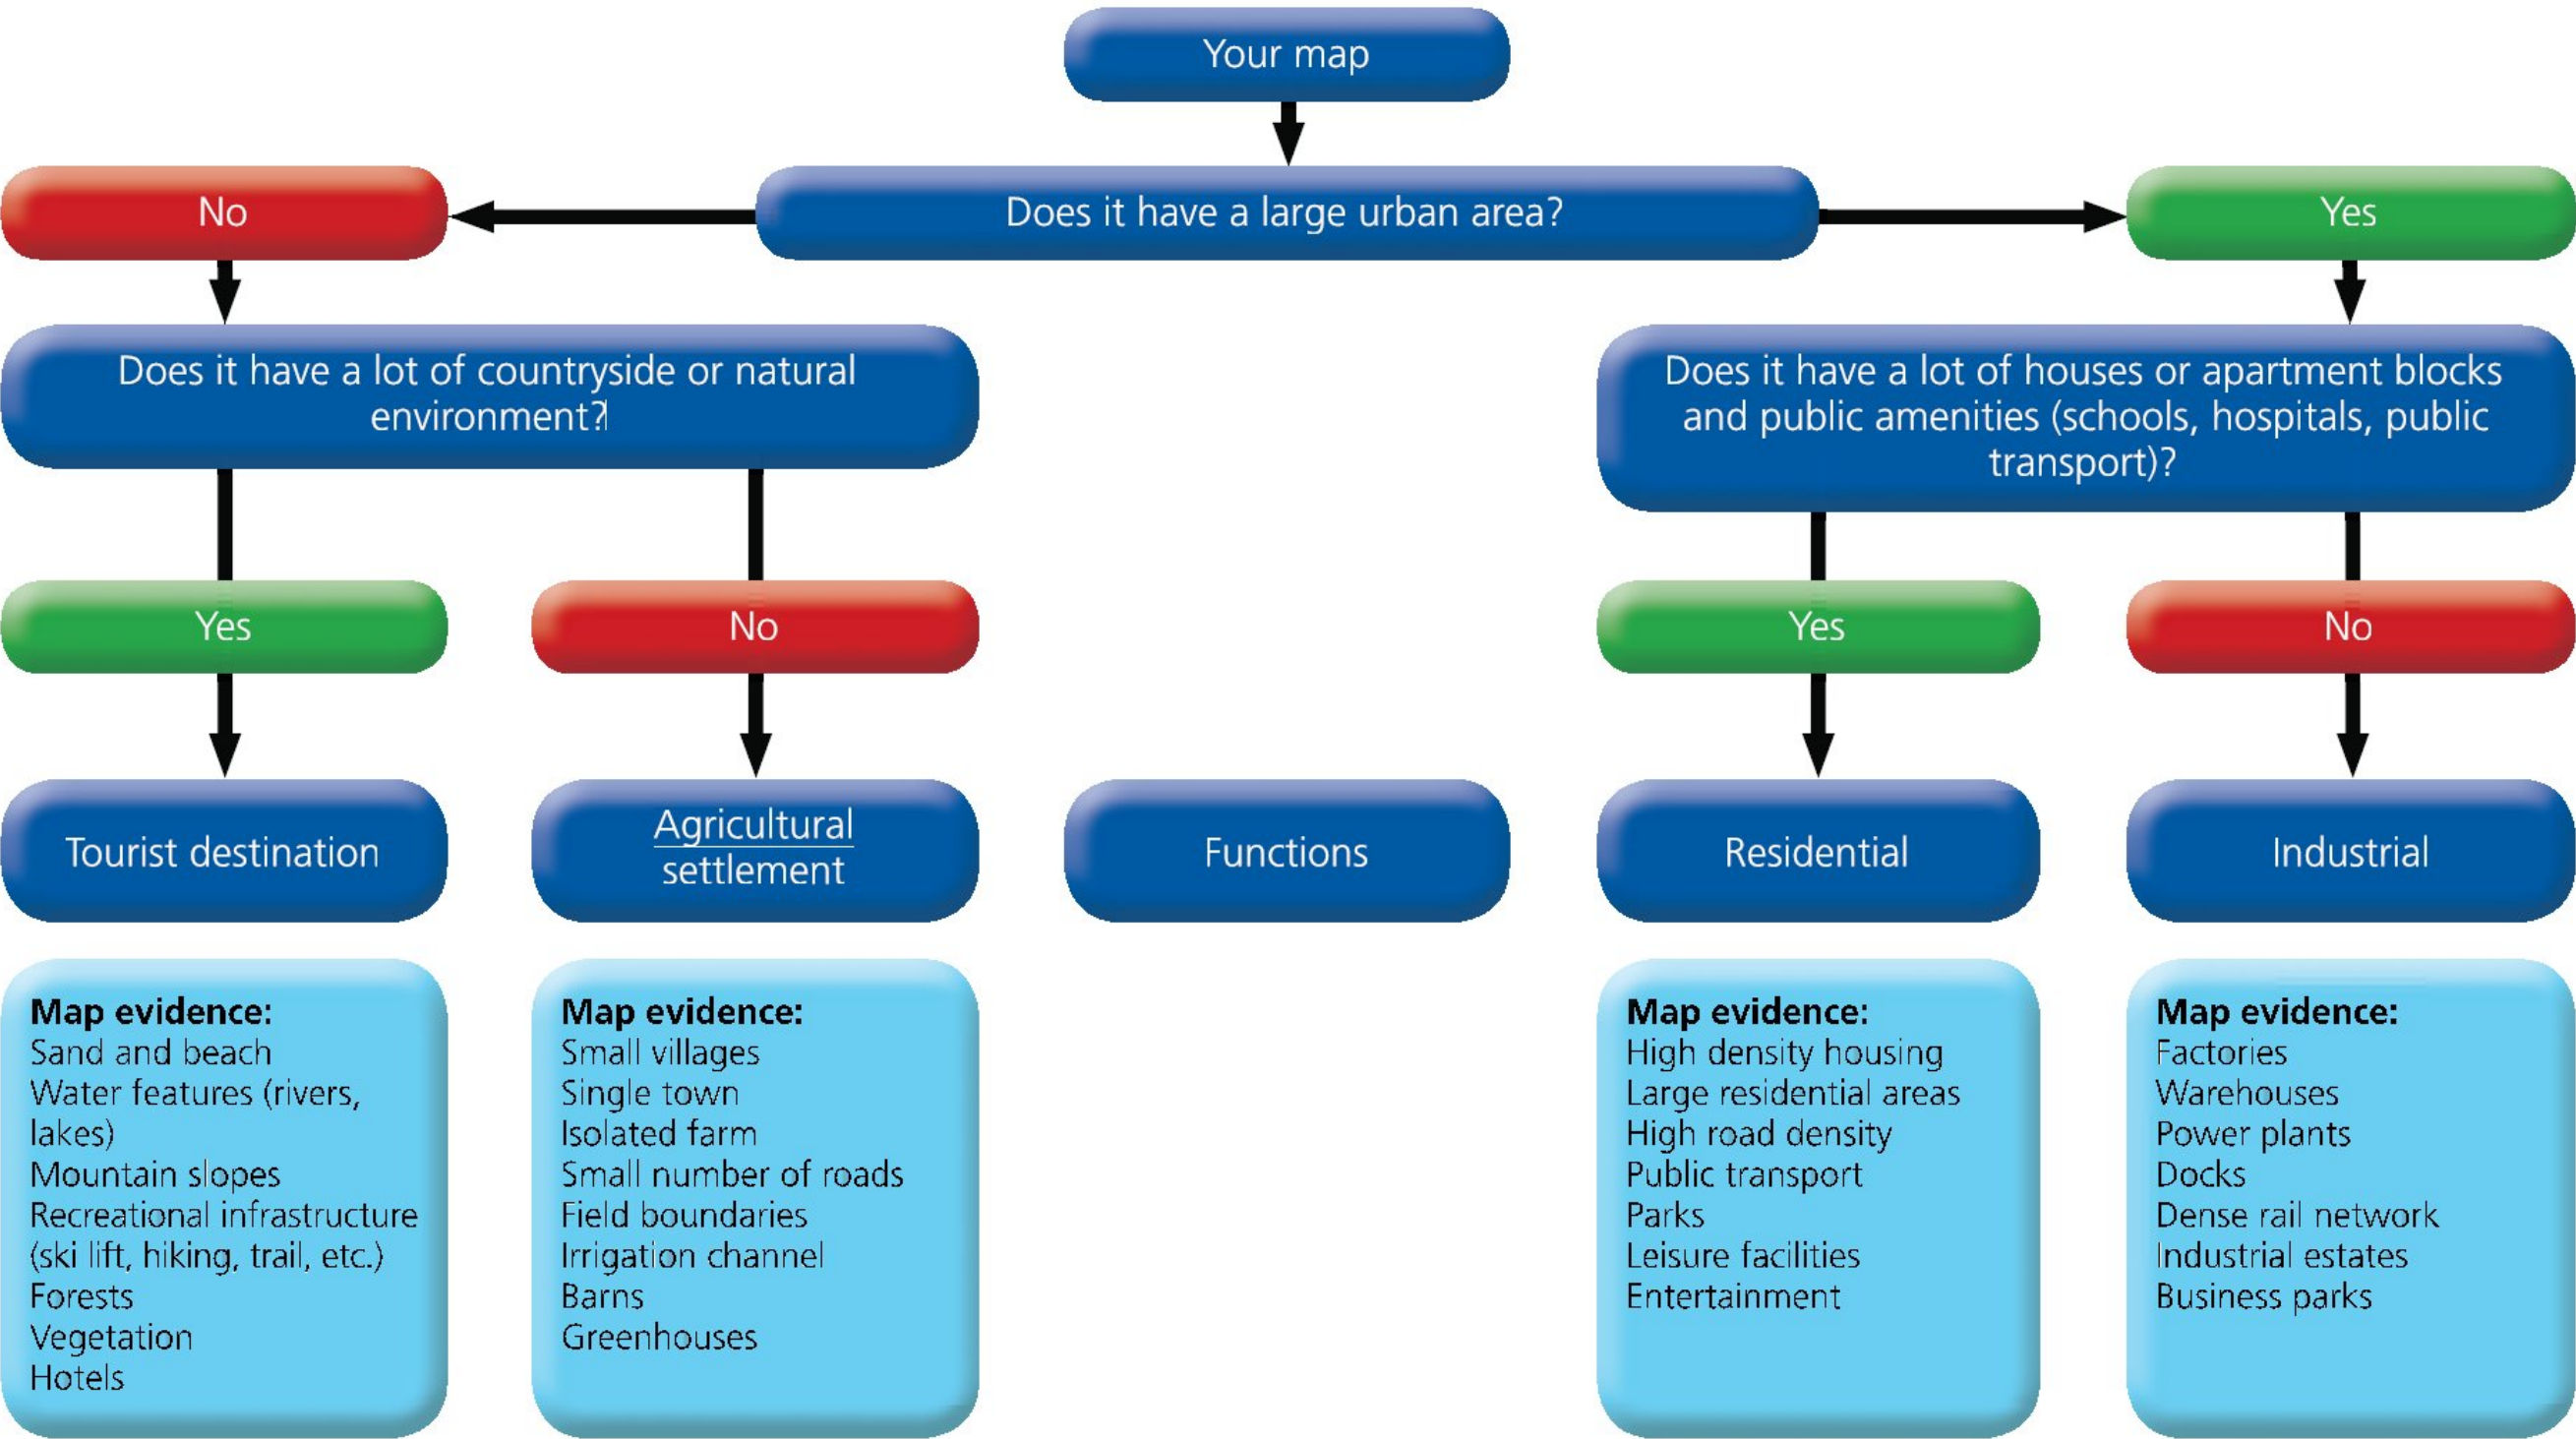 Your map
No
Does it have a large urban area?
Yes
Does it have a lot of countryside or natural
environment?
Does it have a lot of houses or apartment blocks
and public amenities (schools, hospitals, public
transport)?
Yes
No
Yes
No
Tourist destination
Agricultural
settlement
Functions
Residential
Industrial
Map evidence:
Sand and beach
Water features (rivers,
lakes)
Mountain slopes
Recreational infrastructure
(ski lift, hiking, trail, etc.)
Forests
Vegetation
Hotels
Map evidence:
Small villages
Single town
Isolated farm
Small number of roads
Field boundaries
Irrigation channel
Barns
Greenhouses
Map evidence:
High density housing
Large residential areas
High road density
Public transport
Parks
Leisure facilities
Entertainment
Map evidence:
Factories
Warehouses
Power plants
Docks
Dense rail network
Industrial estates
Business parks